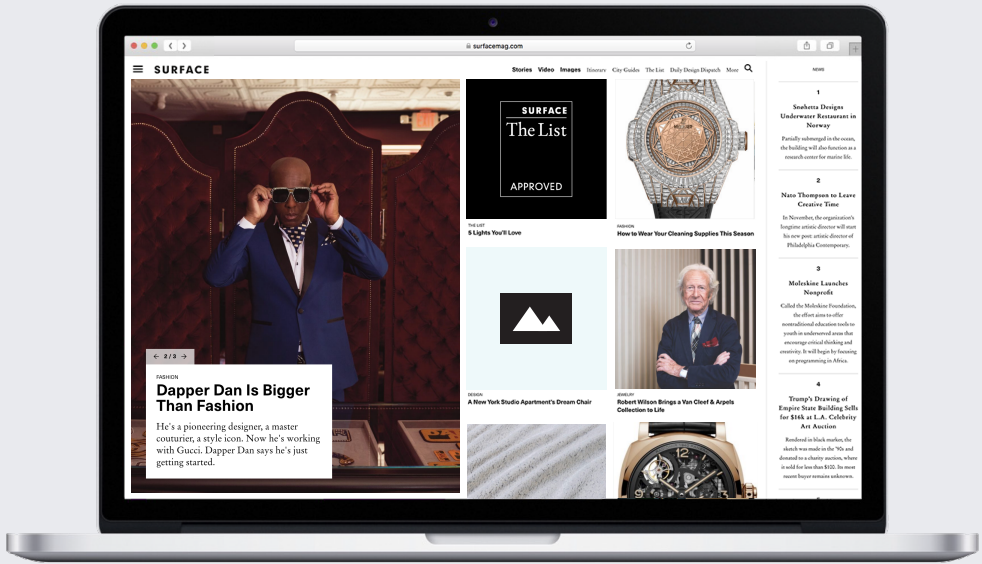 surfacemag.com
SURFACE
Stories Video Images Itinerary City Guides The List Daily Design Dispatch More
2/3
FASHION
Dapper Dan Is Bigger
Than Fashion
He's a pioneering designer, a master
couturier, a style icon. Now he's working
with Gucci. Dapper Dan says he's just
getting started.
SURFACE
The List
APPROVED
THE LIST
5 Lights You'll Love
FASHION
How to Wear Your Cleaning Supplies This Season
DESIGN
A New York Studio Apartment's Dream Chair
JEWELRY
Robert Wilson Brings a Van Cleef & Arpels
Collection to Life
NEWS
1
Snøhetta Designs
Underwater Restaurant in
Norway
Partially submerged in the ocean,
the building will also function as a
research center for marine life.
2
Nato Thompson to Leave
Creative Time
In November, the organization's
longtime artistic director will start
his new post: artistic director of
Philadelphia Contemporary.
3
Moleskine Launches
Nonprofit
Called the Moleskine Foundation,
the effort aims to offer
nontraditional education tools to
youth in underserved areas that
encourage critical thinking and
creativity. It will begin by focusing
on programming in Africa.
4
Trump's Drawing of
Empire State Building Sells
for $16k at L.A. Celebrity
Art Auction
Rendered in black marker, the
sketch was made in the '90s and
donated to a charity auction, where
is sold for less than $100. Its most
recent buyer remains unknown.